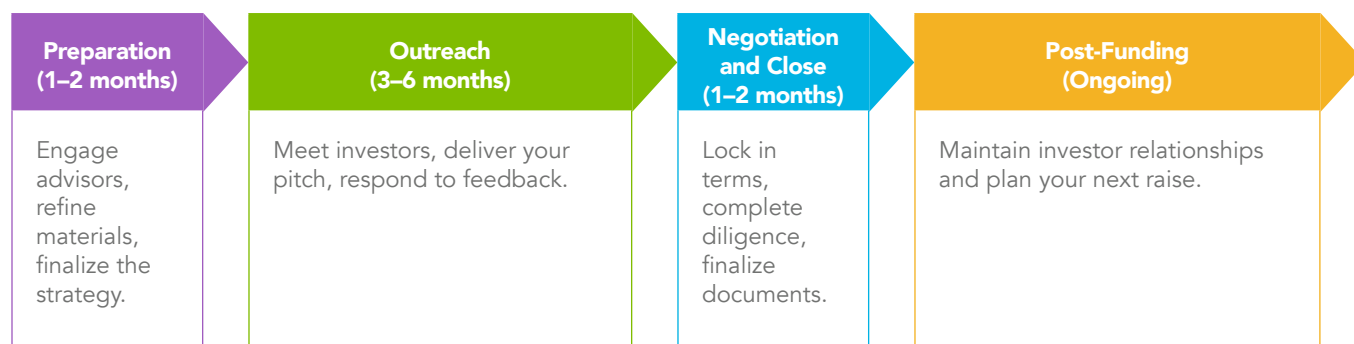 Preparation
(1–2 months)
Engage
advisors,
refine
materials,
finalize the
strategy.
Outreach
(3–6 months)
Meet investors, deliver your
pitch, respond to feedback.
Negotiation
and Close
(1–2 months)
Lock in
terms,
complete
diligence,
finalize
documents.
Post-Funding
(Ongoing)
Maintain investor relationships
and plan your next raise.